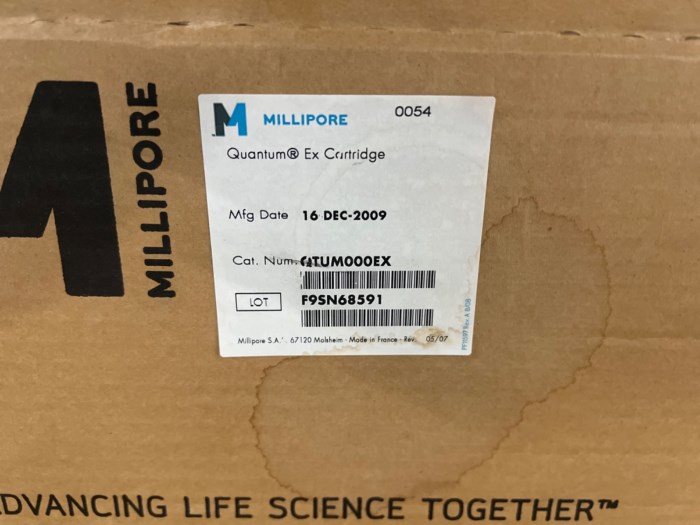 MILLIPORE
MILLIPORE 0054
Quantum® Ex Cartridge
Mfg Date 16 DEC-2009
Cat. Num. QTUM000EX
LOT F9SN68591
Millipore S.A. 67120 Molsheim - Made in France - Rev: 05/07
ADVANCING LIFE SCIENCE TOGETHER™